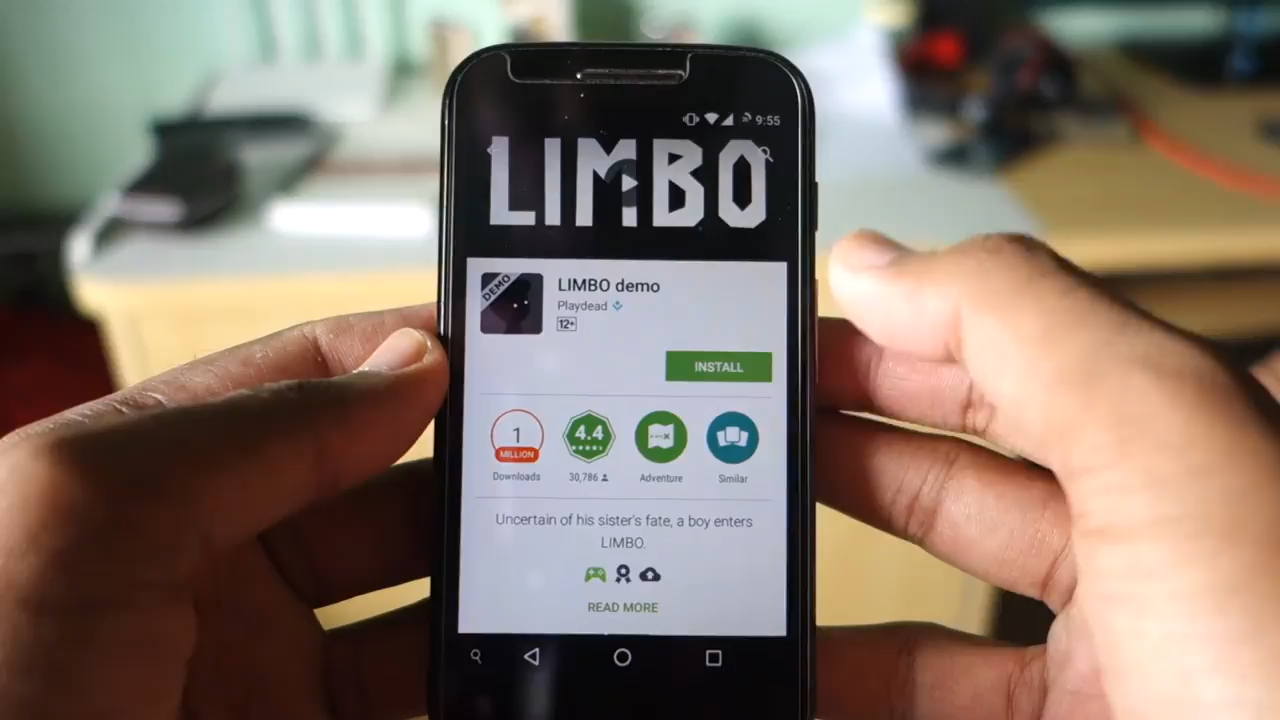 9:55
LIMBO
DEMO
LIMBO demo
Playdead
12+
INSTALL
1
MILLION
4.4
Downloads
30,786
Adventure
Similar
Uncertain of his sister's fate, a boy enters
LIMBO.
READ MORE